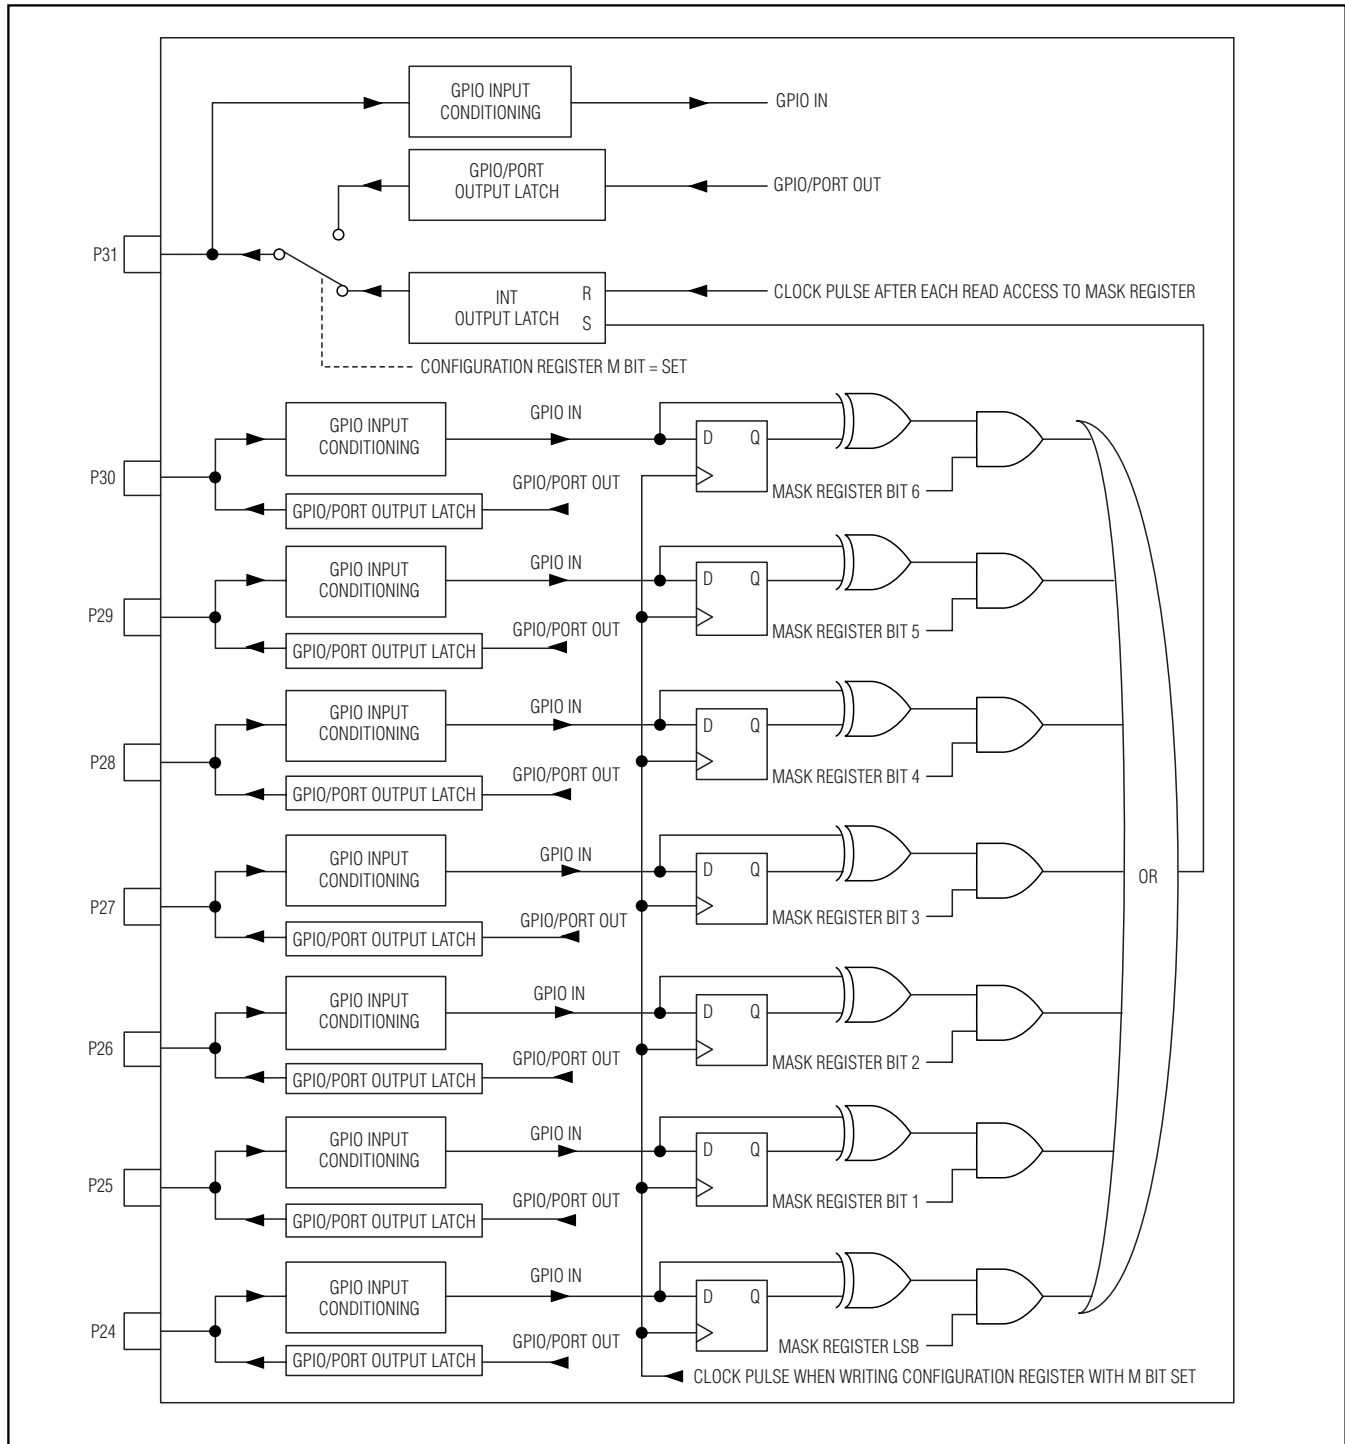 GPIO INPUT
CONDITIONING
GPIO IN
GPIO/PORT
OUTPUT LATCH
GPIO/PORT OUT
P31
INT
OUTPUT LATCH
R
S
CLOCK PULSE AFTER EACH READ ACCESS TO MASK REGISTER
CONFIGURATION REGISTER M BIT = SET
P30
GPIO INPUT
CONDITIONING
GPIO IN
GPIO/PORT OUTPUT LATCH
GPIO/PORT OUT
D Q
MASK REGISTER BIT 6
P29
GPIO INPUT
CONDITIONING
GPIO IN
GPIO/PORT OUTPUT LATCH
GPIO/PORT OUT
D Q
MASK REGISTER BIT 5
P28
GPIO INPUT
CONDITIONING
GPIO IN
GPIO/PORT OUTPUT LATCH
GPIO/PORT OUT
D Q
MASK REGISTER BIT 4
P27
GPIO INPUT
CONDITIONING
GPIO IN
GPIO/PORT OUTPUT LATCH
GPIO/PORT OUT
D Q
MASK REGISTER BIT 3
OR
P26
GPIO INPUT
CONDITIONING
GPIO IN
GPIO/PORT OUTPUT LATCH
GPIO/PORT OUT
D Q
MASK REGISTER BIT 2
P25
GPIO INPUT
CONDITIONING
GPIO IN
GPIO/PORT OUTPUT LATCH
GPIO/PORT OUT
D Q
MASK REGISTER BIT 1
P24
GPIO INPUT
CONDITIONING
GPIO IN
GPIO/PORT OUTPUT LATCH
GPIO/PORT OUT
D Q
MASK REGISTER LSB
CLOCK PULSE WHEN WRITING CONFIGURATION REGISTER WITH M BIT SET